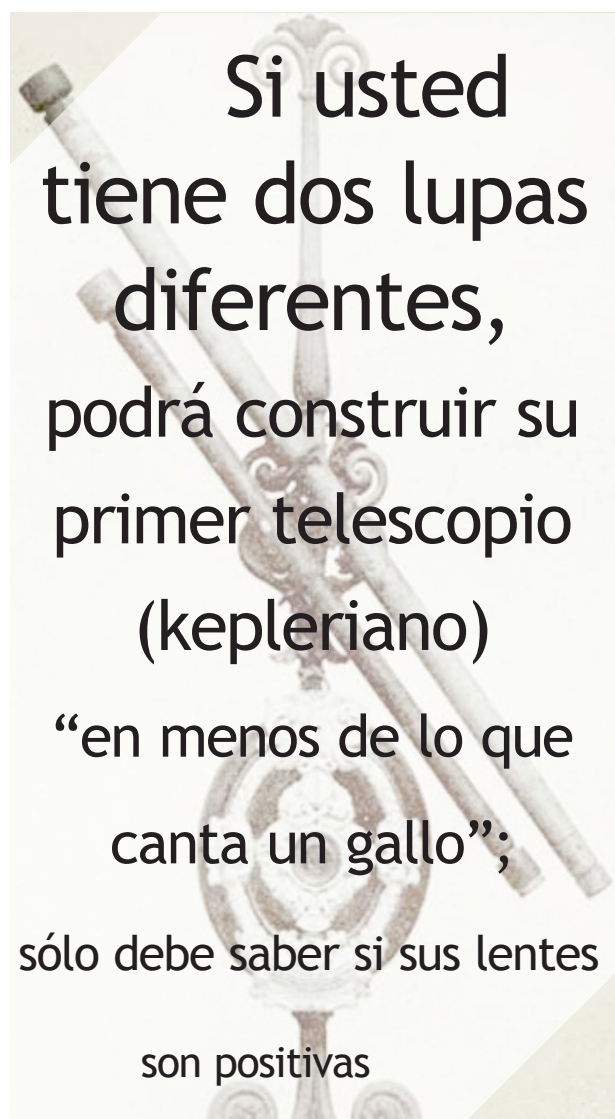 Si usted
tiene dos lupas
diferentes,
podrá construir su
primer telescopio
(kepleriano)
“en menos de lo que
canta un gallo”;
sólo debe saber si sus lentes
son positivas